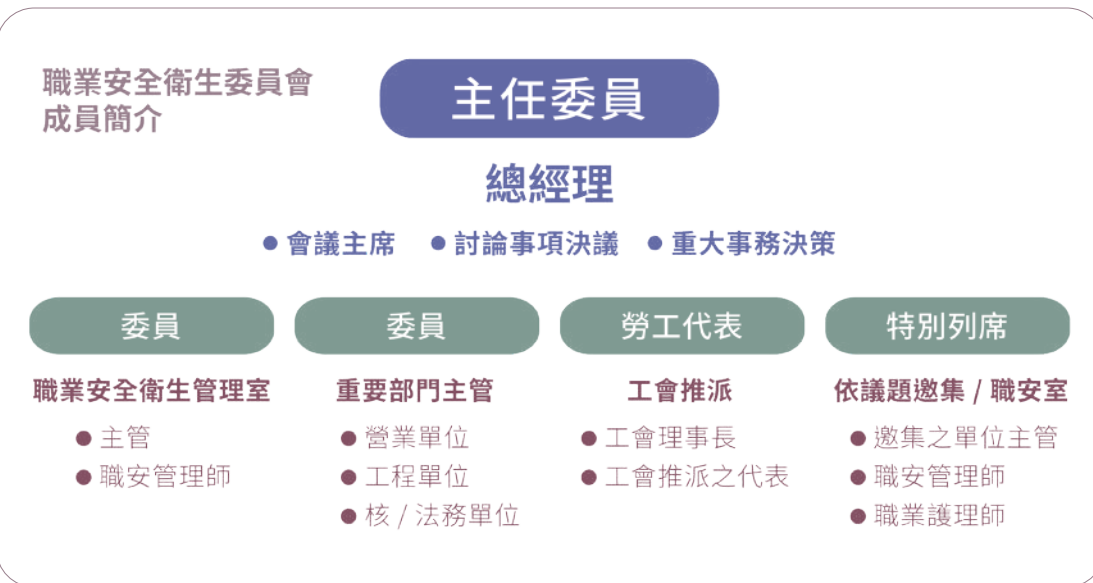 職業安全衛生委員會
成員簡介
主任委員
總經理
● 會議主席 ● 討論事項決議 ● 重大事務決策
委員
職業安全衛生管理室
● 主管
● 職安管理師
委員
重要部門主管
● 營業單位
● 工程單位
● 核 / 法務單位
勞工代表
工會推派
● 工會理事長
● 工會推派之代表
特別列席
依議題邀集 / 職安室
● 邀集之單位主管
● 職安管理師
● 職業護理師